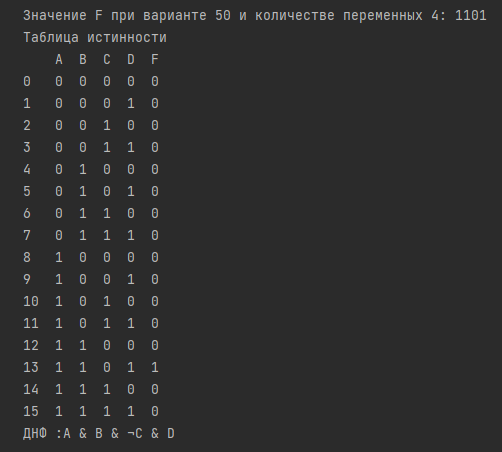 Значение F при варианте 50 и количестве переменных 4: 1101
Таблица истинности
A B C D F
0 0 0 0 0 0
1 0 0 0 1 0
2 0 0 1 0 0
3 0 0 1 1 0
4 0 1 0 0 0
5 0 1 0 1 0
6 0 1 1 0 0
7 0 1 1 1 0
8 1 0 0 0 0
9 1 0 0 1 0
10 1 0 1 0 0
11 1 0 1 1 0
12 1 1 0 0 0
13 1 1 0 1 1
14 1 1 1 0 0
15 1 1 1 1 0
ДНФ :A & B & ¬C & D